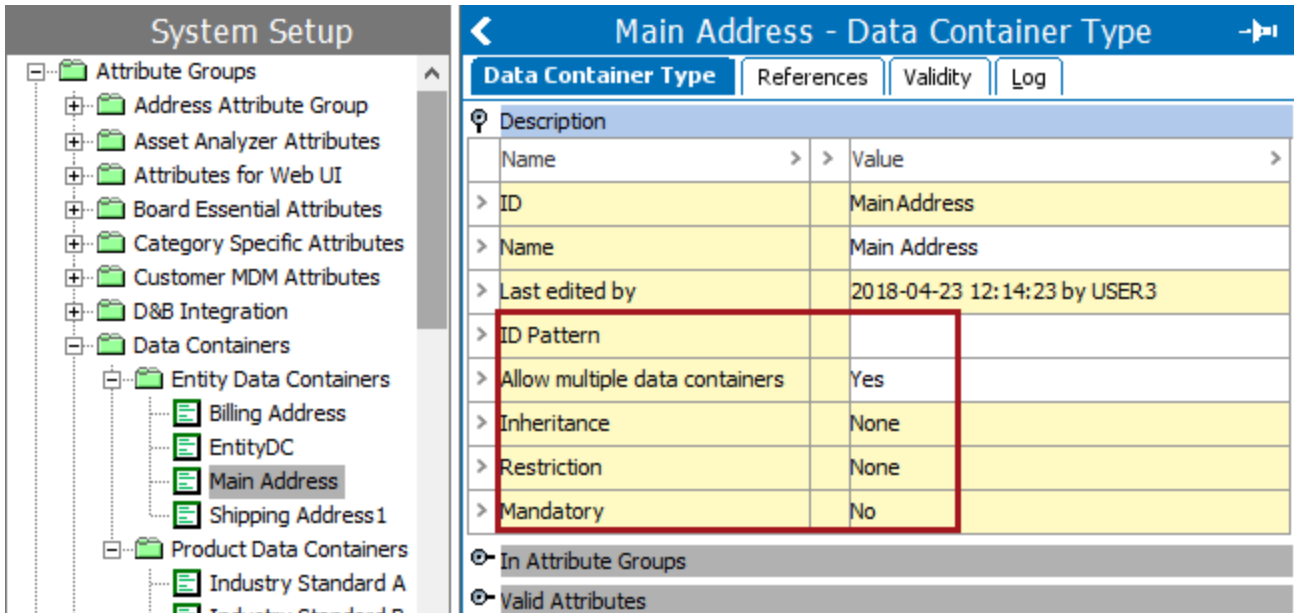 System Setup
Attribute Groups
Address Attribute Group
Asset Analyzer Attributes
Attributes for Web UI
Board Essential Attributes
Category Specific Attributes
Customer MDM Attributes
D&B Integration
Data Containers
Entity Data Containers
Billing Address
EntityDC
Main Address
Shipping Address1
Product Data Containers
Industry Standard A
Main Address - Data Container Type
Data Container Type References Validity Log
Description
Name > > Value >
> ID MainAddress
> Name Main Address
> Last edited by 2018-04-23 12:14:23 by USER3
> ID Pattern
> Allow multiple data containers Yes
> Inheritance None
> Restriction None
> Mandatory No
In Attribute Groups
Valid Attributes